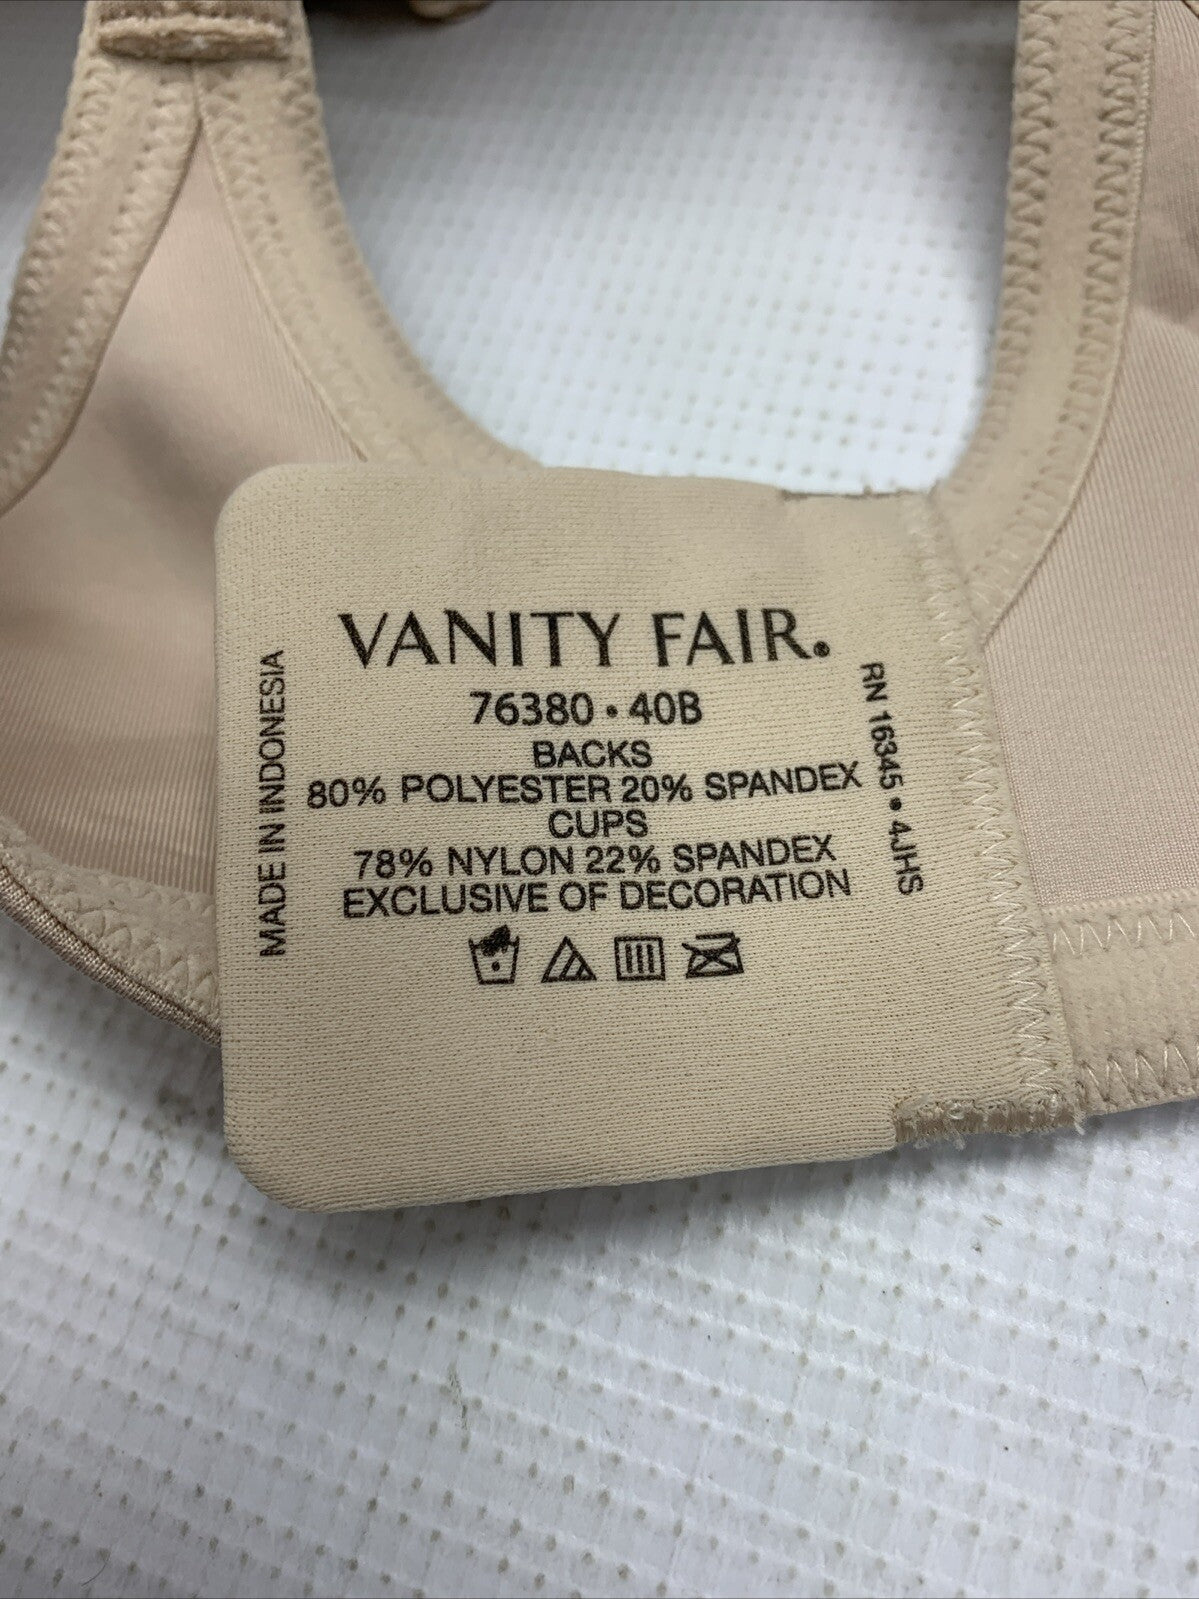 VANITY FAIR.
76380 • 40B
BACKS
80% POLYESTER 20% SPANDEX
CUPS
78% NYLON 22% SPANDEX
EXCLUSIVE OF DECORATION
MADE IN INDONESIA
RN 16345 • 4JHS